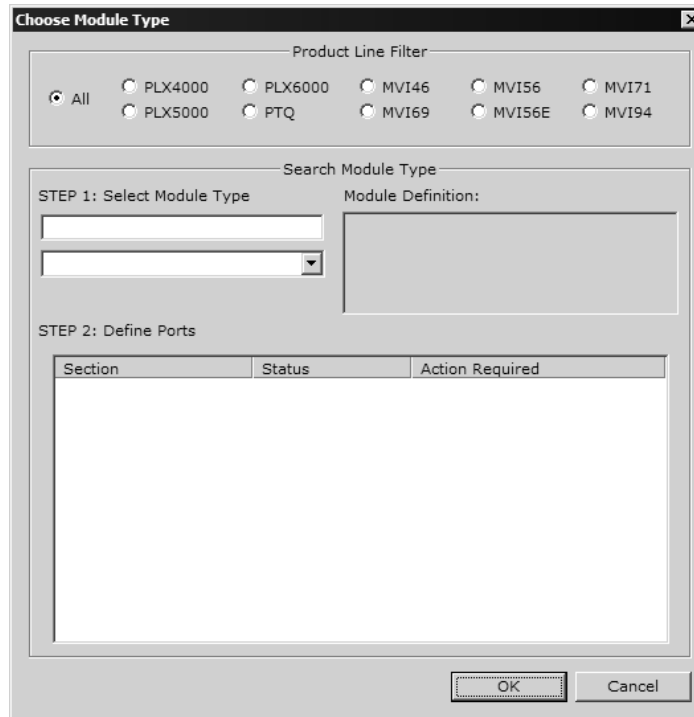 Choose Module Type
Product Line Filter
All PLX4000 PLX6000 MVI46 MVI56 MVI71
PLX5000 PTQ MVI69 MVI56E MVI94
Search Module Type
STEP 1: Select Module Type Module Definition:
STEP 2: Define Ports
Section Status Action Required
OK Cancel